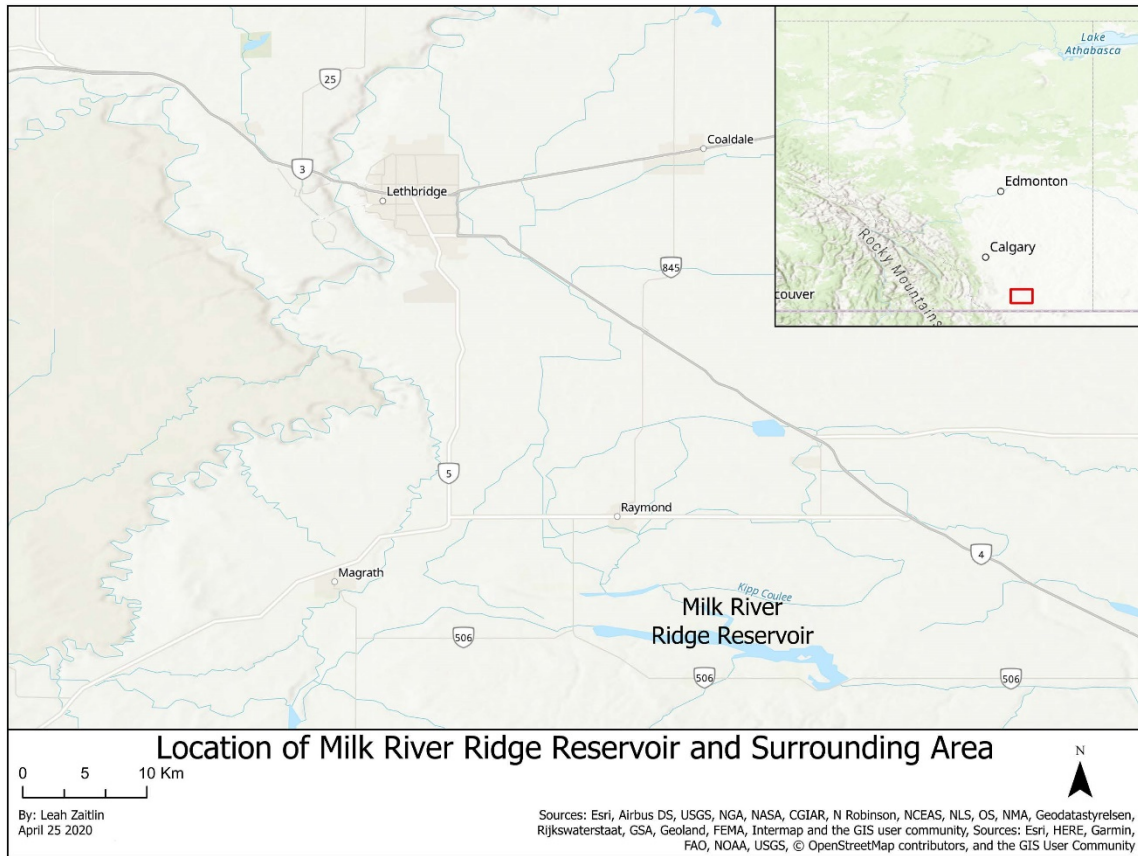 Lake
Athabasca
Edmonton
Calgary
Rocky Mountains
couver
25
3
Lethbridge
Coaldale
845
5
Raymond
4
Magrath
Kipp Coulee
Milk River
Ridge Reservoir
506
506
506
Location of Milk River Ridge Reservoir and Surrounding Area
0 5 10 Km
N
By: Leah Zaitlin
April 25 2020
Sources: Esri, Airbus DS, USGS, NGA, NASA, CGIAR, N Robinson, NCEAS, NLS, OS, NMA, Geodatastyrelsen,
Rijkswaterstaat, GSA, Geoland, FEMA, Intermap and the GIS user community, Sources: Esri, HERE, Garmin,
FAO, NOAA, USGS, © OpenStreetMap contributors, and the GIS User Community